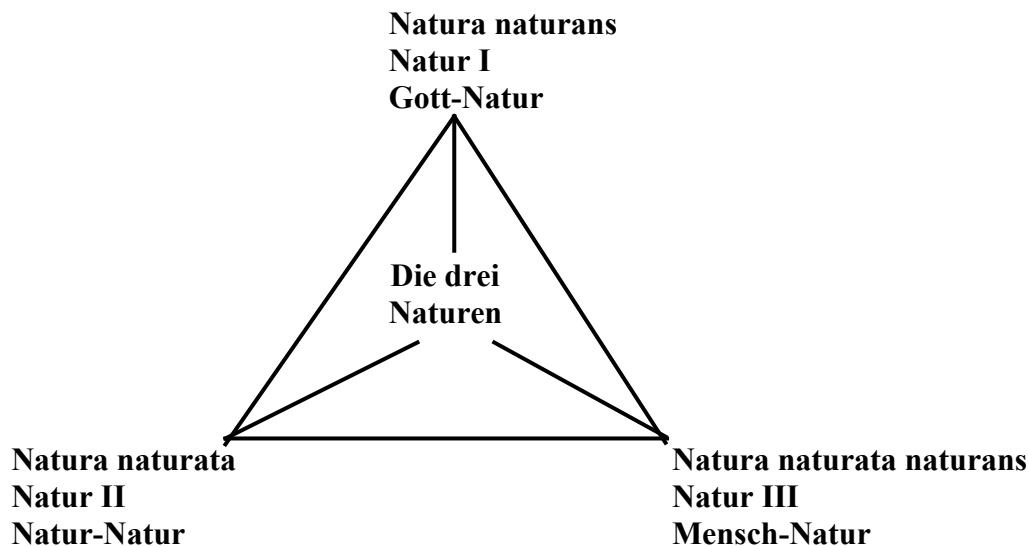 Natura naturans
Natur I
Gott-Natur
Die drei
Naturen
Natura naturata
Natur II
Natur-Natur
Natura naturata naturans
Natur III
Mensch-Natur